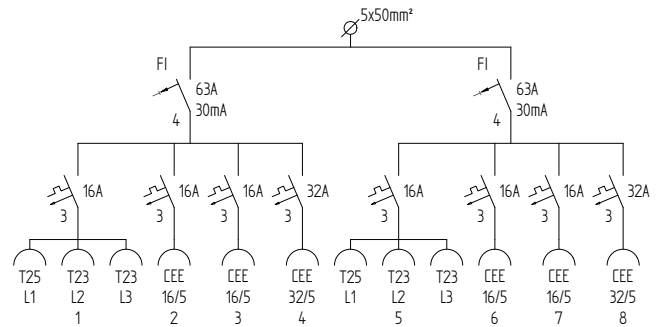 5x50mm²
FI FI
63A 63A
30mA 30mA
4 4
16A 16A 16A 32A 16A 16A 16A 32A
3 3 3 3 3 3 3 3
T25 T23 T23 CEE CEE CEE T25 T23 T23 CEE CEE CEE
L1 L2 L3 16/5 16/5 32/5 L1 L2 L3 16/5 16/5 32/5
1 2 3 4 5 6 7 8